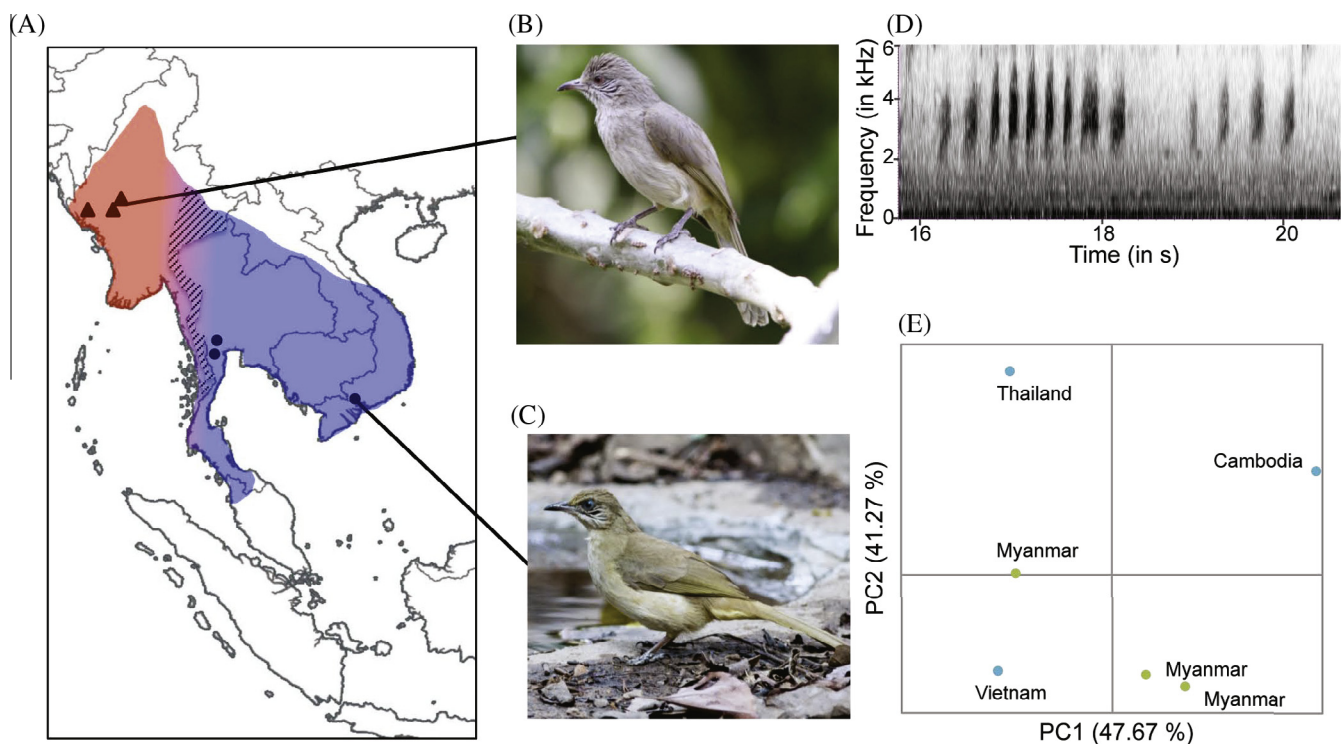 (A)
(B)
(C)
(D)
Frequency (in kHz)
6
4
2
0
16
18
20
Time (in s)
(E)
PC2 (41.27 %)
Thailand
Cambodia
Myanmar
Vietnam
Myanmar
Myanmar
PC1 (47.67 %)